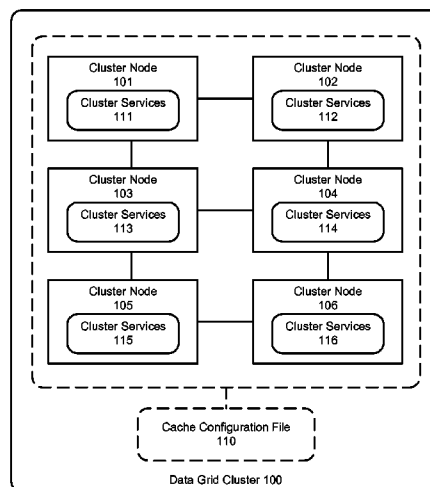 Cluster Node
101
Cluster Services
111
Cluster Node
102
Cluster Services
112
Cluster Node
103
Cluster Services
113
Cluster Node
104
Cluster Services
114
Cluster Node
105
Cluster Services
115
Cluster Node
106
Cluster Services
116
Cache Configuration File
110
Data Grid Cluster 100